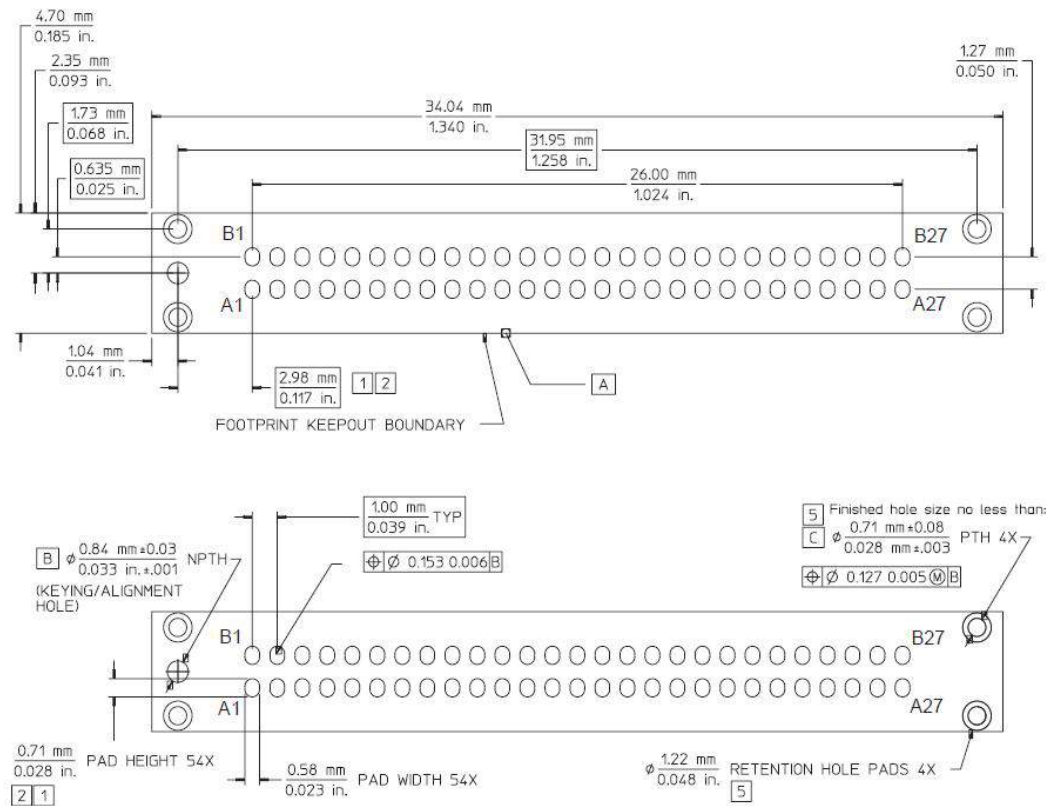 4.70 mm
0.185 in.
2.35 mm
0.093 in.
1.73 mm
0.068 in.
0.635 mm
0.025 in.
34.04 mm
1.340 in.
31.95 mm
1.258 in.
26.00 mm
1.024 in.
1.27 mm
0.050 in.
B1
B27
A1
A27
1.04 mm
0.041 in.
2.98 mm
0.117 in.
1 2
A
FOOTPRINT KEEPOUT BOUNDARY
1.00 mm
0.039 in.
TYP
⌖ Ø 0.153 0.006 B
B Ø 0.84 mm±0.03
0.033 in.±.001
NPTH
(KEYING/ALIGNMENT
HOLE)
5 Finished hole size no less than:
C Ø 0.71 mm±0.08
0.028 mm±.003
PTH 4X
⌖ Ø 0.127 0.005 Ⓜ B
B1
B27
A1
A27
0.71 mm
0.028 in.
PAD HEIGHT 54X
2 1
0.58 mm
0.023 in.
PAD WIDTH 54X
Ø 1.22 mm
0.048 in.
RETENTION HOLE PADS 4X
5